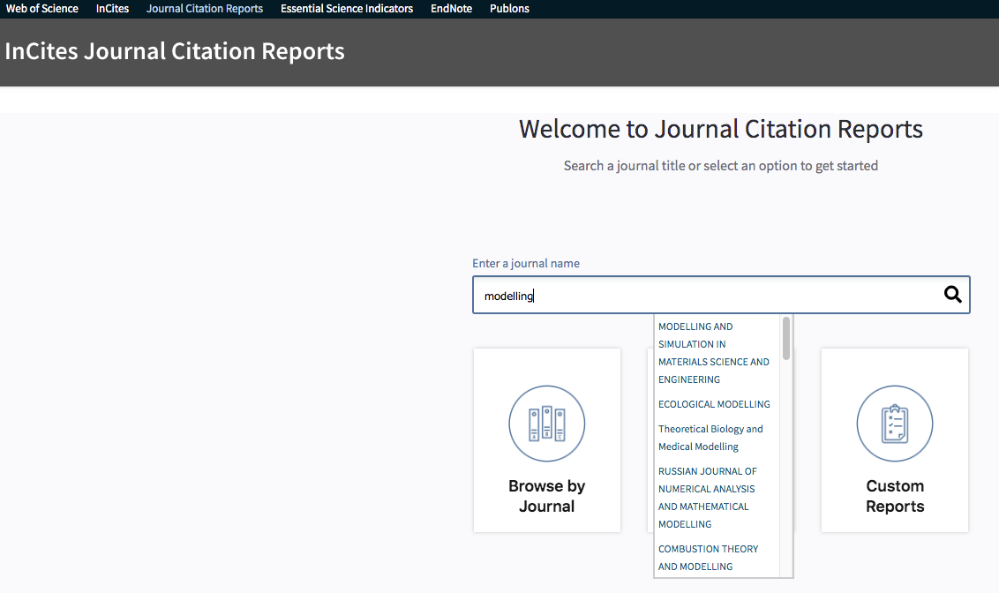 Web of Science InCites Journal Citation Reports Essential Science Indicators EndNote Publons
InCites Journal Citation Reports
Welcome to Journal Citation Reports
Search a journal title or select an option to get started
Enter a journal name
modelling
MODELLING AND
SIMULATION IN
MATERIALS SCIENCE AND
ENGINEERING
ECOLOGICAL MODELLING
Theoretical Biology and
Medical Modelling
RUSSIAN JOURNAL OF
NUMERICAL ANALYSIS
AND MATHEMATICAL
MODELLING
COMBUSTION THEORY
AND MODELLING
A B C
Browse by
Journal
Custom
Reports